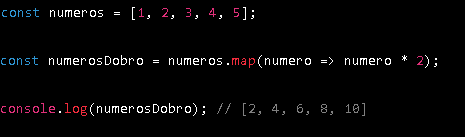 const numeros = [1, 2, 3, 4, 5];
const numerosDobro = numeros.map(numero => numero * 2);
console.log(numerosDobro); // [2, 4, 6, 8, 10]